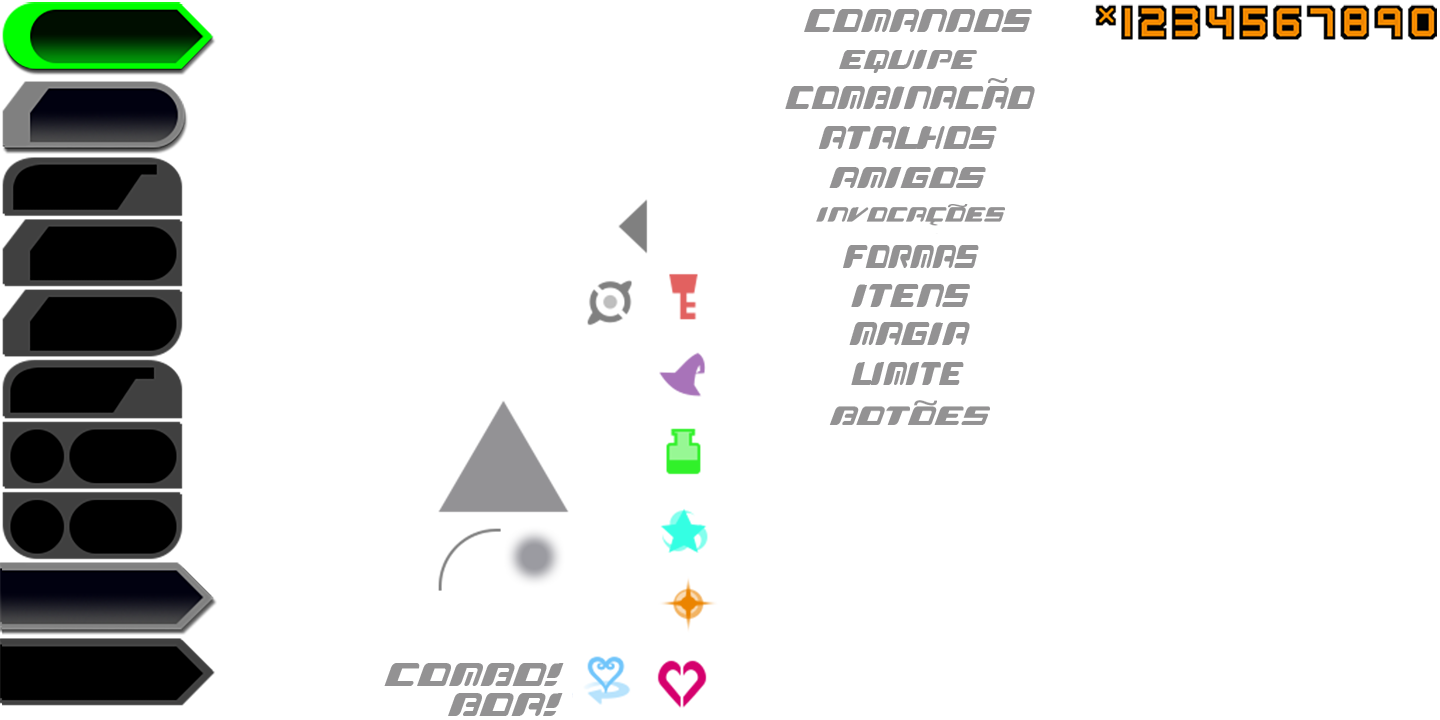 COMANDOS
×1234567890
EQUIPE
COMBINAÇÃO
ATALHOS
AMIGOS
INVOCAÇÕES
FORMAS
ITENS
MAGIA
LIMITE
BOTÕES
COMBO!
BOA!